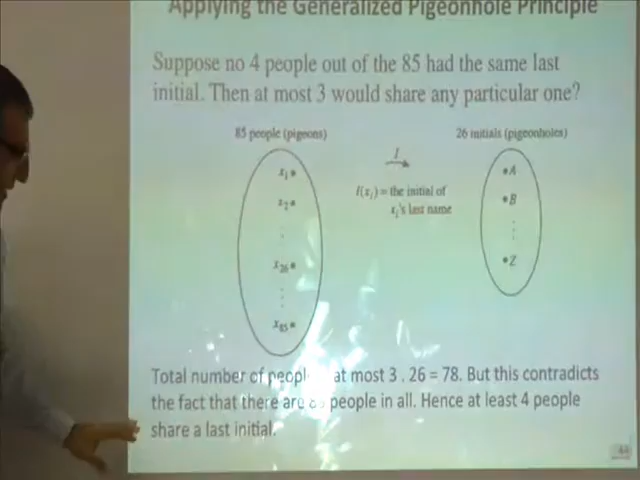 Applying the Generalized Pigeonhole Principle
Suppose no 4 people out of the 85 had the same last
initial. Then at most 3 would share any particular one?
85 people (pigeons)
26 initials (pigeonholes)
I
x₁
x₂
x₂₆
x₈₅
I(xᵢ) = the initial of
xᵢ's last name
A
B
Z
Total number of at most 3 . 26 = 78. But this contradicts
the fact that there are people in all. Hence at least 4 people
share a last initial.